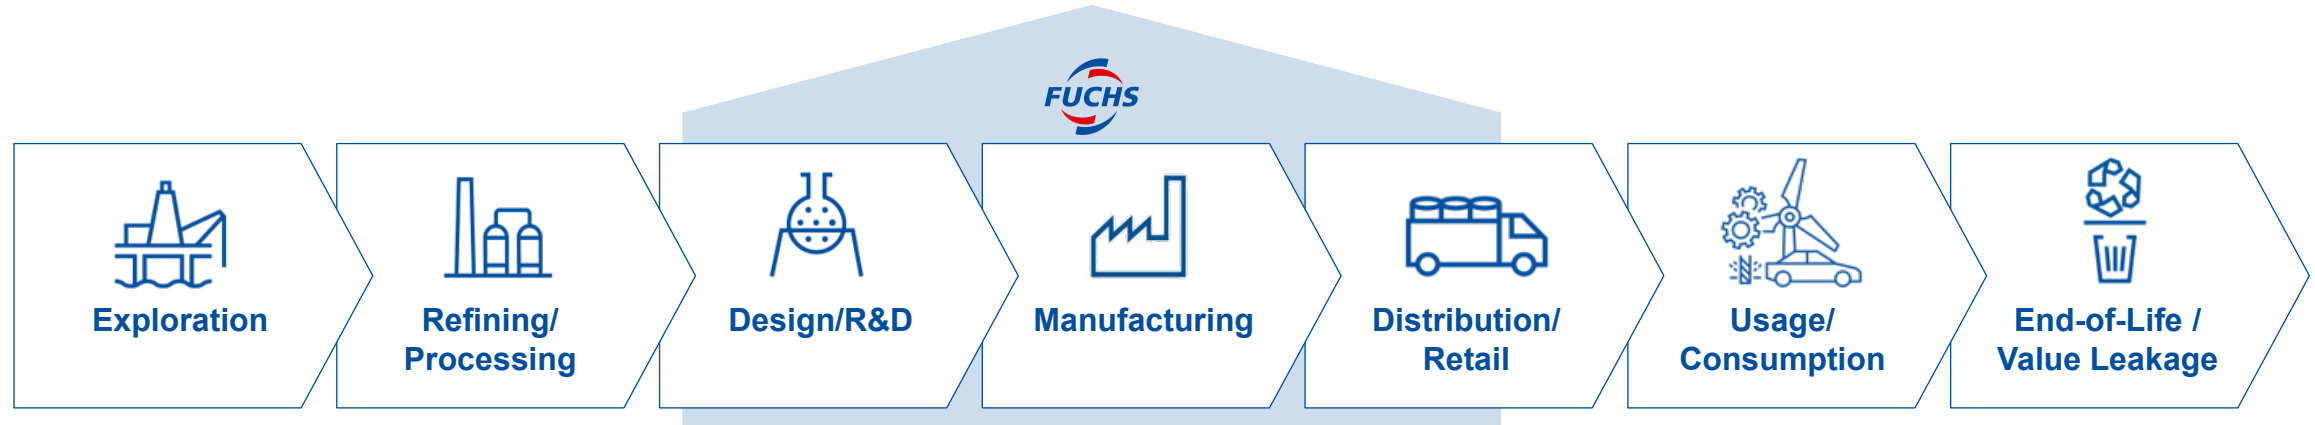 FUCHS
Exploration
Refining/
Processing
Design/R&D
Manufacturing
Distribution/
Retail
Usage/
Consumption
End-of-Life /
Value Leakage